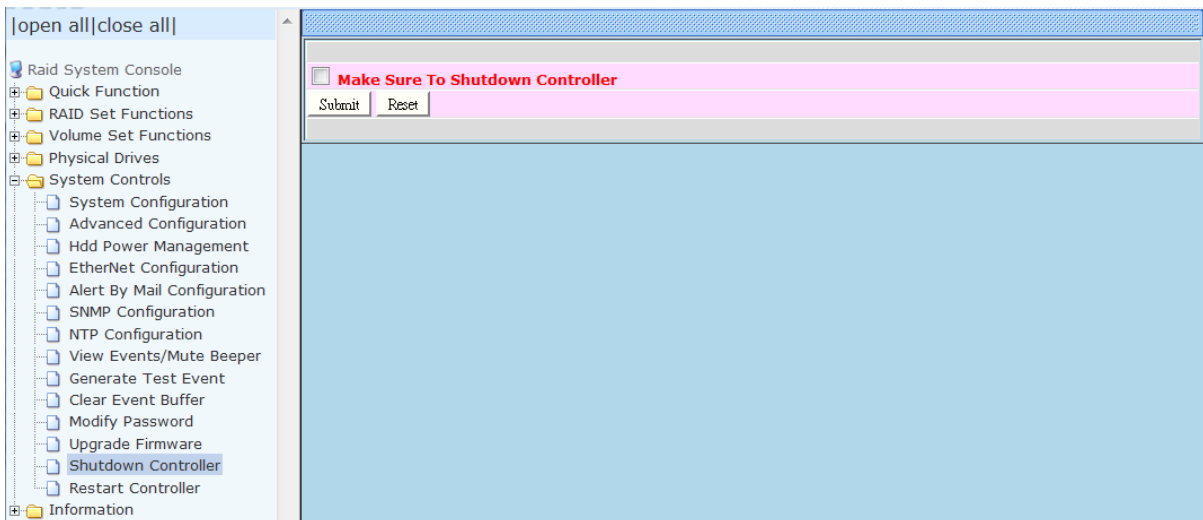 |open all|close all|
Raid System Console
Quick Function
RAID Set Functions
Volume Set Functions
Physical Drives
System Controls
System Configuration
Advanced Configuration
Hdd Power Management
EtherNet Configuration
Alert By Mail Configuration
SNMP Configuration
NTP Configuration
View Events/Mute Beeper
Generate Test Event
Clear Event Buffer
Modify Password
Upgrade Firmware
Shutdown Controller
Restart Controller
Information
Make Sure To Shutdown Controller
Submit Reset